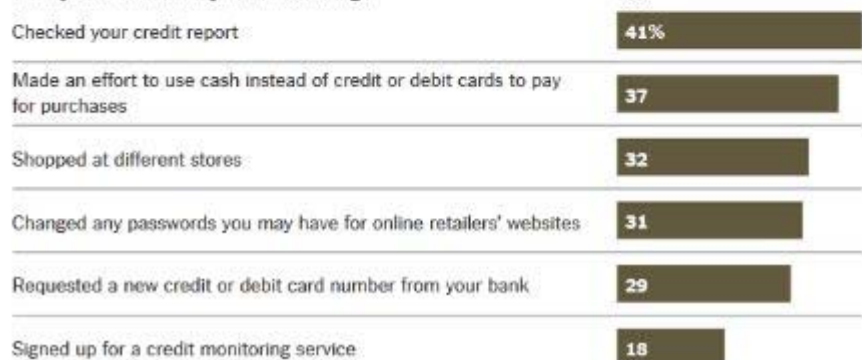 Checked your credit report
41%
Made an effort to use cash instead of credit or debit cards to pay
for purchases
37
Shopped at different stores
32
Changed any passwords you may have for online retailers' websites
31
Requested a new credit or debit card number from your bank
29
Signed up for a credit monitoring service
18